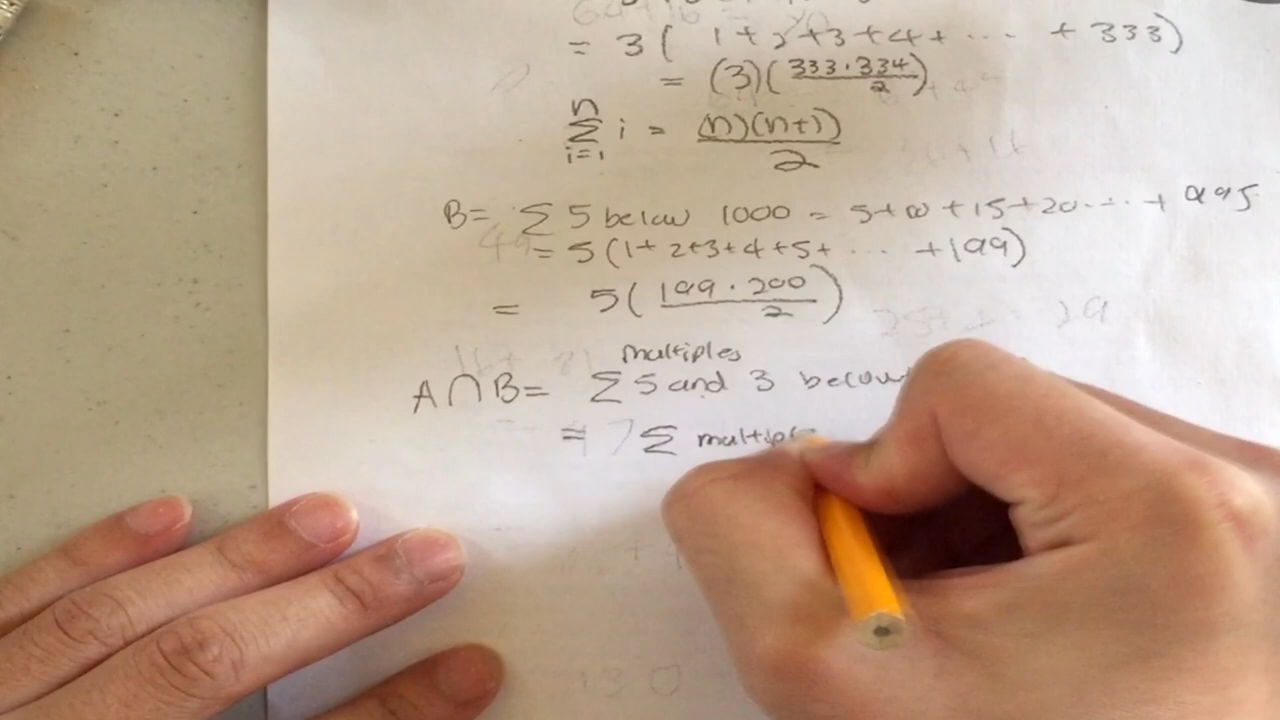 = 3( 1+2+3+4+ ... + 333)
= (3)(333·334/2)
n Σ i=1 i = (n)(n+1)/2
B= Σ 5 below 1000 = 5+10+15+20...+ 995
= 5(1+2+3+4+5+ ... +199)
= 5(199·200/2)
multiples
A∩B= Σ 5 and 3 below
= Σ multiple